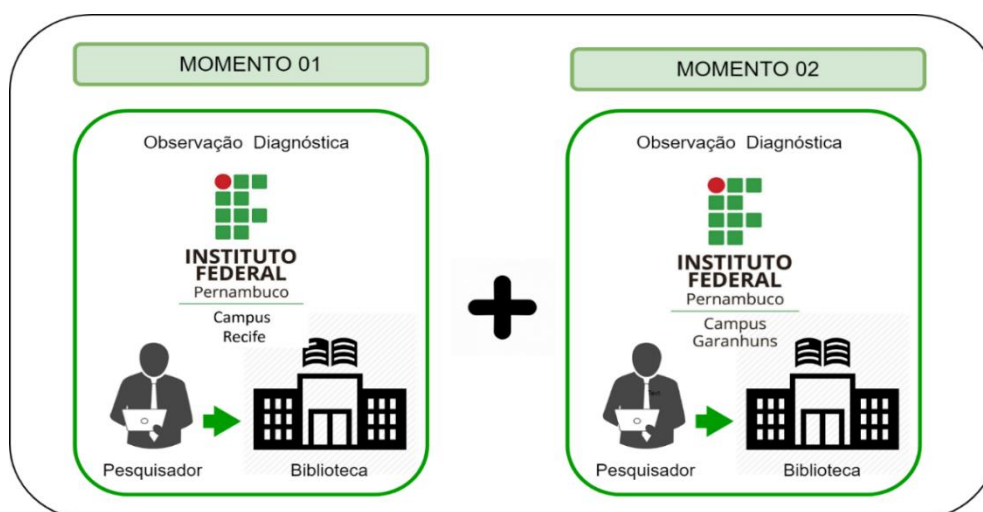 MOMENTO 01
Observação Diagnóstica
INSTITUTO
FEDERAL
Pernambuco
Campus
Recife
Pesquisador
Biblioteca
MOMENTO 02
Observação Diagnóstica
INSTITUTO
FEDERAL
Pernambuco
Campus
Garanhuns
Pesquisador
Biblioteca